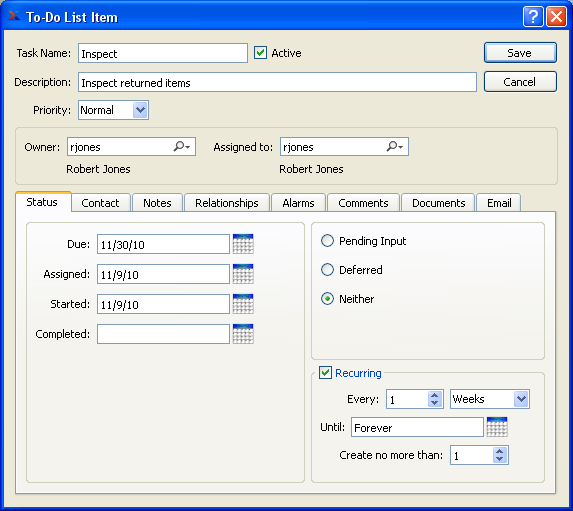 To-Do List Item
Task Name: Inspect Active Save
Description: Inspect returned items Cancel
Priority: Normal
Owner: rjones Assigned to: rjones
Robert Jones Robert Jones
Status Contact Notes Relationships Alarms Comments Documents Email
Due: 11/30/10
Assigned: 11/9/10
Started: 11/9/10
Completed:
Pending Input
Deferred
Neither
Recurring
Every: 1 Weeks
Until: Forever
Create no more than: 1